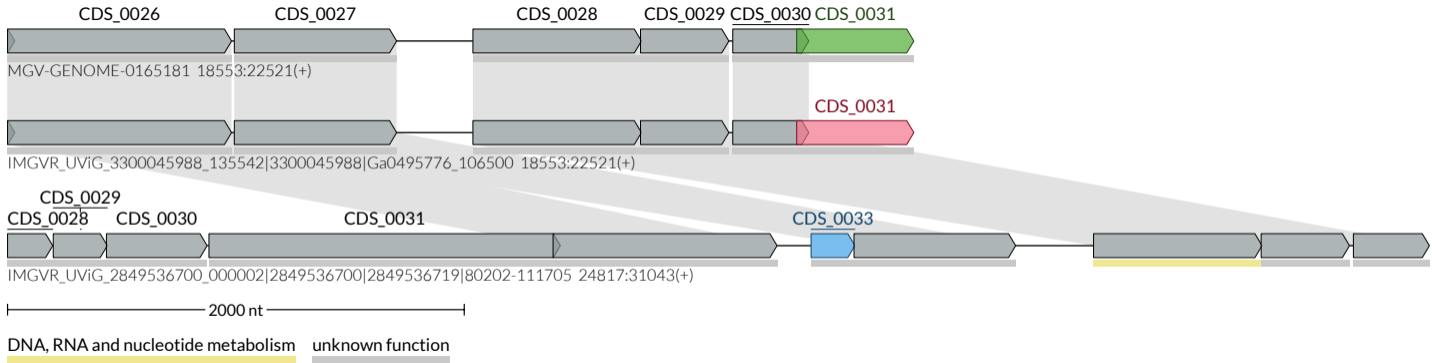 CDS_0026 CDS_0027 CDS_0028 CDS_0029 CDS_0030 CDS_0031
MGV-GENOME-0165181 18553:22521(+)
CDS_0031
IMGVR_UViG_3300045988_135542|3300045988|Ga0495776_106500 18553:22521(+)
CDS_0029
CDS_0028 CDS_0030 CDS_0031 CDS_0033
IMGVR_UViG_2849536700_000002|2849536700|2849536719|80202-111705 24817:31043(+)
2000 nt
DNA, RNA and nucleotide metabolism unknown function